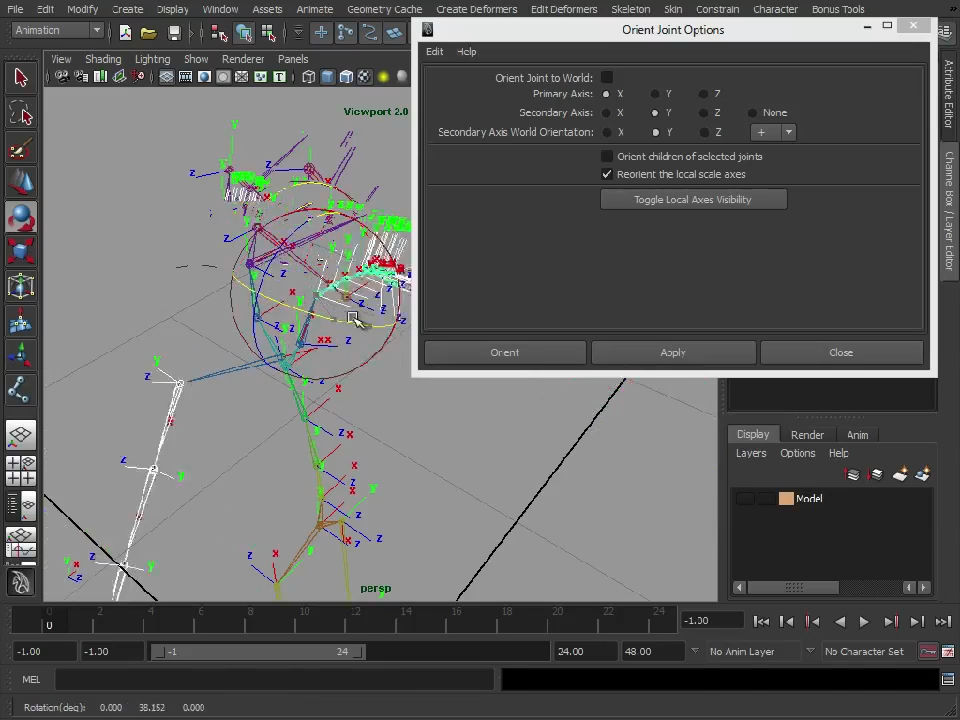 File Edit Modify Create Display Window Assets Animate Geometry Cache Create Deformers Edit Deformers Skeleton Skin Constrain Character Bonus Tools
Animation
Orient Joint Options
Edit Help
View Shading Lighting Show Renderer Panels
Viewport 2.0
Orient Joint to World:
Primary Axis: X Y Z
Secondary Axis: X Y Z None
Secondary Axis World Orientation: X Y Z +
Orient children of selected joints
Reorient the local scale axes
Toggle Local Axes Visibility
Orient Apply Close
Attribute Editor
Channel Box / Layer Editor
persp
Display Render Anim
Layers Options Help
Model
0 2 4 6 8 10 12 14 16 18 20 22 24
0
-1.00
-1.00 -1.00 -1 24 24.00 48.00 No Anim Layer No Character Set
MEL
Rotation(deg): 0.000 38.152 0.000